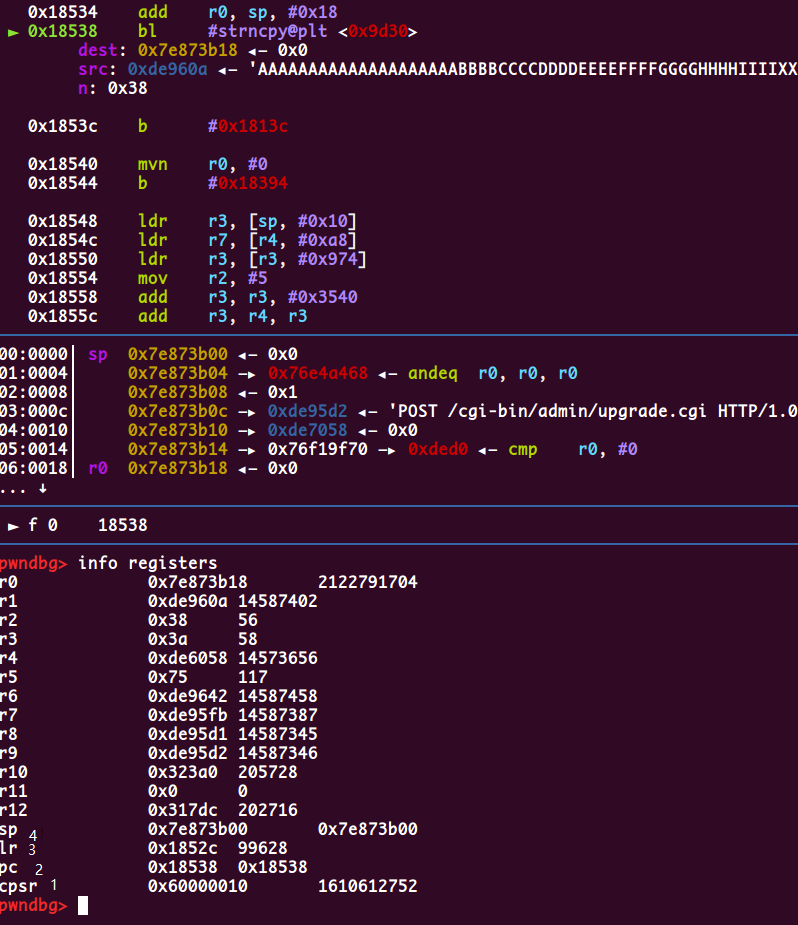 0x18534 add r0, sp, #0x18
► 0x18538 bl #strncpy@plt <0x9d30>
dest: 0x7e873b18 ◂— 0x0
src: 0xde960a ◂— 'AAAAAAAAAAAAAAAAAAAAABBBBCCCCDDDDEEEEFFFFGGGGHHHHIIIIXX
n: 0x38
0x1853c b #0x1813c
0x18540 mvn r0, #0
0x18544 b #0x18394
0x18548 ldr r3, [sp, #0x10]
0x1854c ldr r7, [r4, #0xa8]
0x18550 ldr r3, [r3, #0x974]
0x18554 mov r2, #5
0x18558 add r3, r3, #0x3540
0x1855c add r3, r4, r3
00:0000│ sp 0x7e873b00 ◂— 0x0
01:0004│ 0x7e873b04 —▸ 0x76e4a468 ◂— andeq r0, r0, r0
02:0008│ 0x7e873b08 ◂— 0x1
03:000c│ 0x7e873b0c —▸ 0xde95d2 ◂— 'POST /cgi-bin/admin/upgrade.cgi HTTP/1.0
04:0010│ 0x7e873b10 —▸ 0xde7058 ◂— 0x0
05:0014│ 0x7e873b14 —▸ 0x76f19f70 —▸ 0xded0 ◂— cmp r0, #0
06:0018│ r0 0x7e873b18 ◂— 0x0
... ↓
► f 0 18538
pwndbg> info registers
r0 0x7e873b18 2122791704
r1 0xde960a 14587402
r2 0x38 56
r3 0x3a 58
r4 0xde6058 14573656
r5 0x75 117
r6 0xde9642 14587458
r7 0xde95fb 14587387
r8 0xde95d1 14587345
r9 0xde95d2 14587346
r10 0x323a0 205728
r11 0x0 0
r12 0x317dc 202716
sp 4 0x7e873b00 0x7e873b00
lr 3 0x1852c 99628
pc 2 0x18538 0x18538
cpsr 1 0x60000010 1610612752
pwndbg>